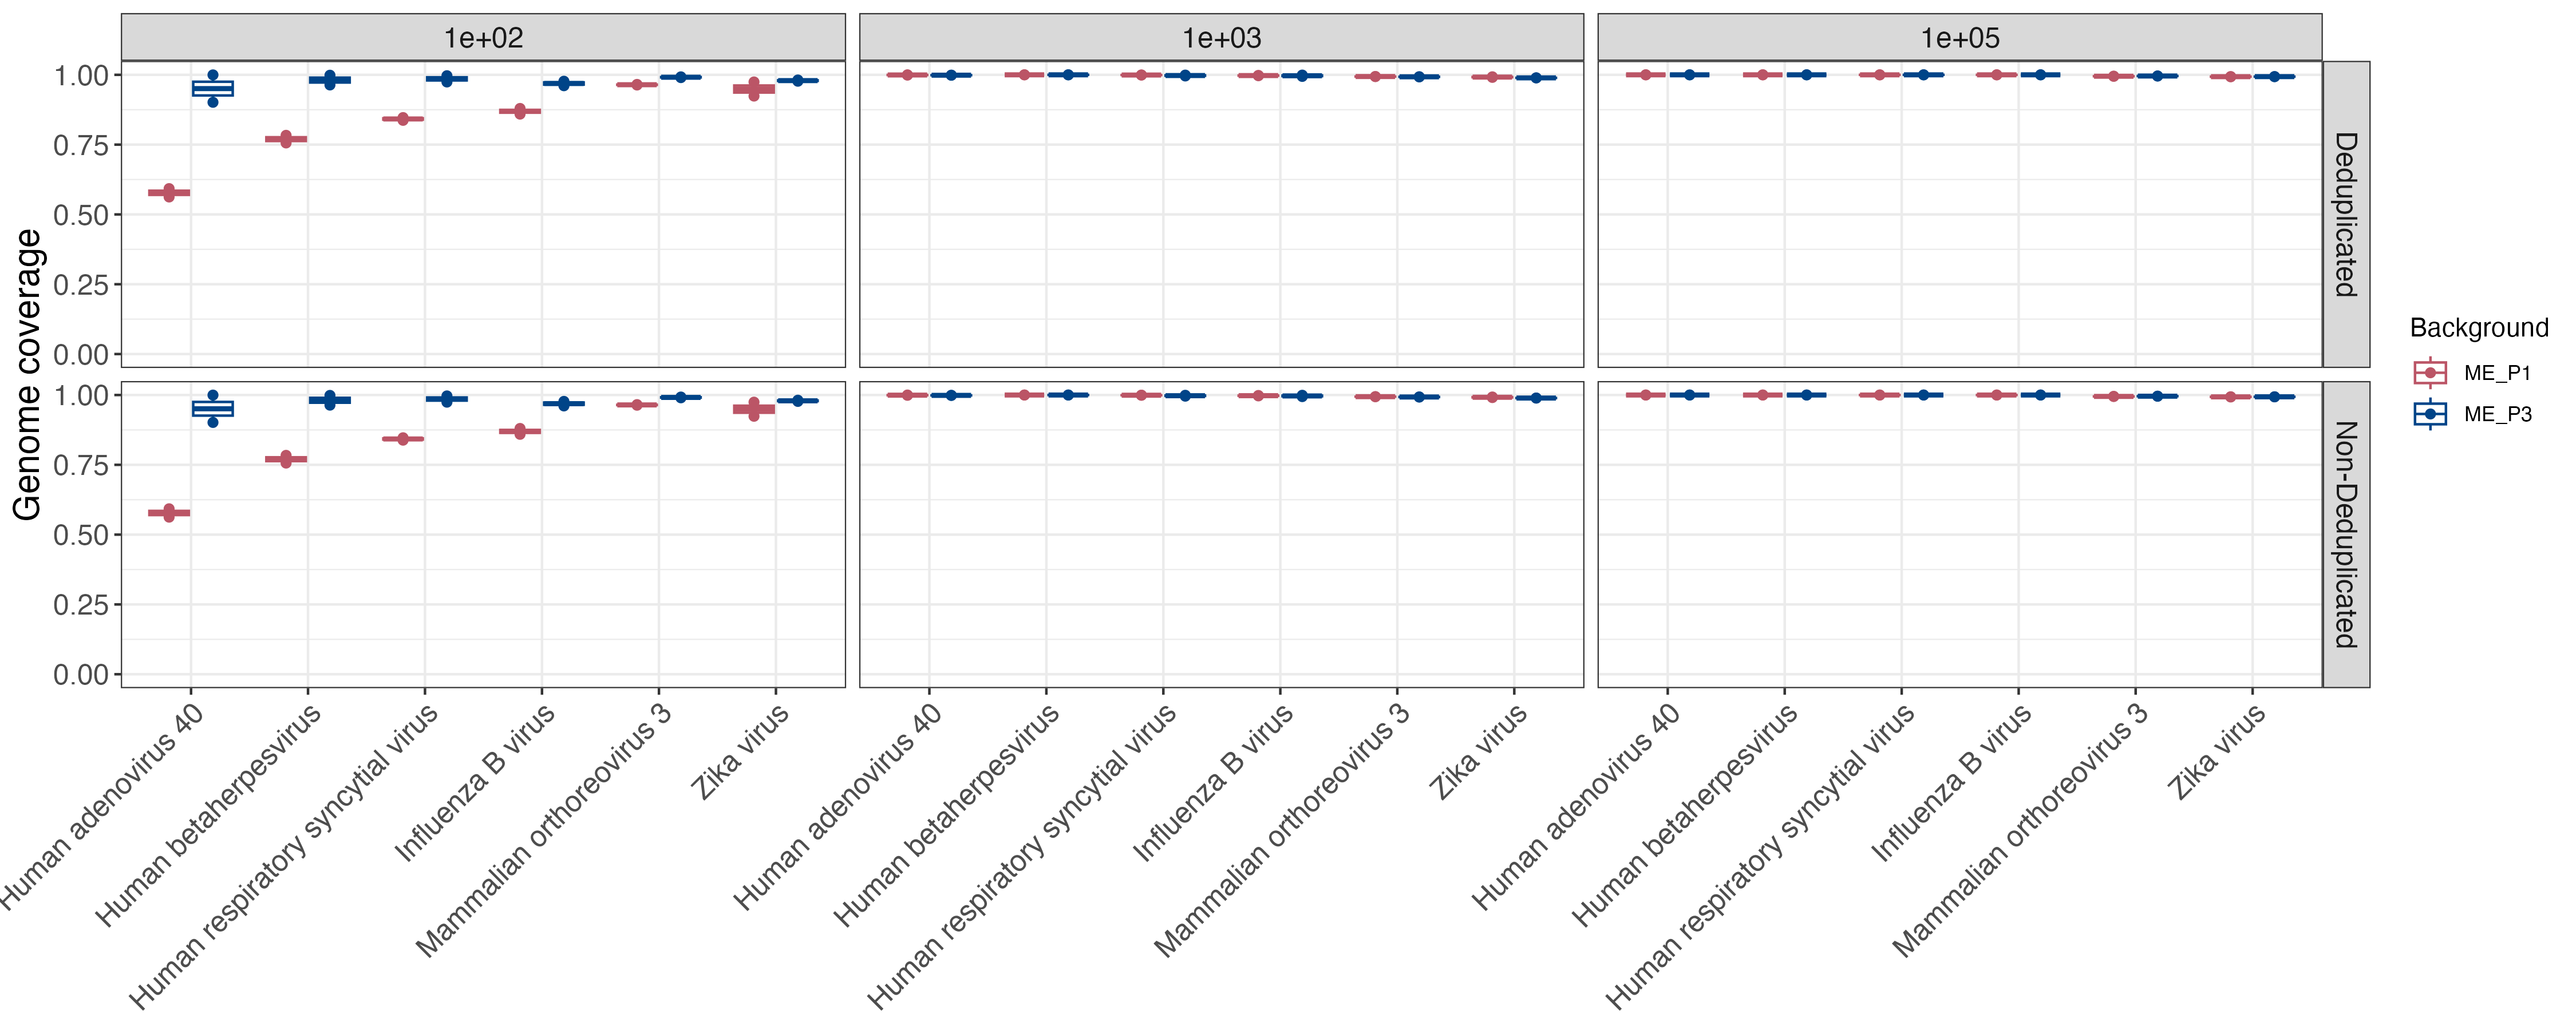 1e+02
1e+03
1e+05
Genome coverage
1.00
0.75
0.50
0.25
0.00
Deduplicated
1.00
0.75
0.50
0.25
0.00
Non-Deduplicated
Human adenovirus 40
Human betaherpesvirus
Human respiratory syncytial virus
Influenza B virus
Mammalian orthoreovirus 3
Zika virus
Human adenovirus 40
Human betaherpesvirus
Human respiratory syncytial virus
Influenza B virus
Mammalian orthoreovirus 3
Zika virus
Human adenovirus 40
Human betaherpesvirus
Human respiratory syncytial virus
Influenza B virus
Mammalian orthoreovirus 3
Zika virus
Background
ME_P1
ME_P3